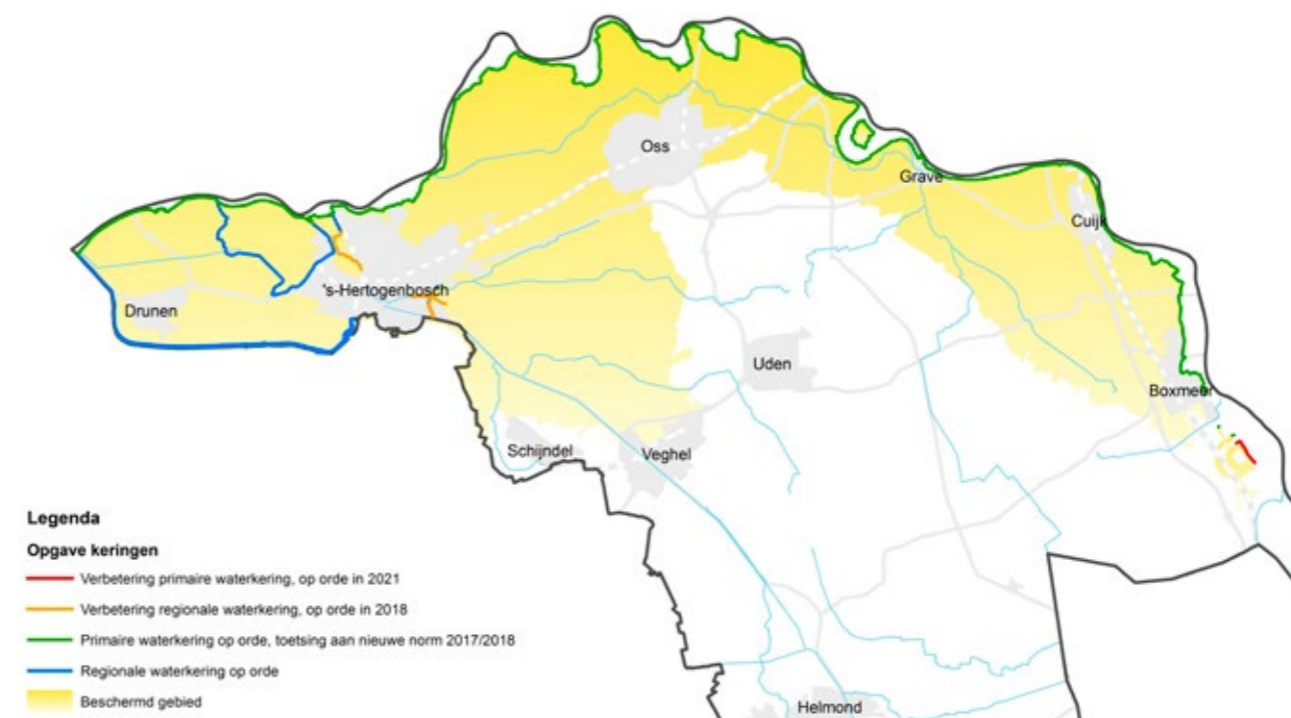 Oss
Grave
Cuijk
's-Hertogenbosch
Drunen
Uden
Boxmeer
Schijndel
Veghel
Legenda
Opgave keringen
Verbetering primaire waterkering, op orde in 2021
Verbetering regionale waterkering, op orde in 2018
Primaire waterkering op orde, toetsing aan nieuwe norm 2017/2018
Regionale waterkering op orde
Beschermd gebied
Helmond